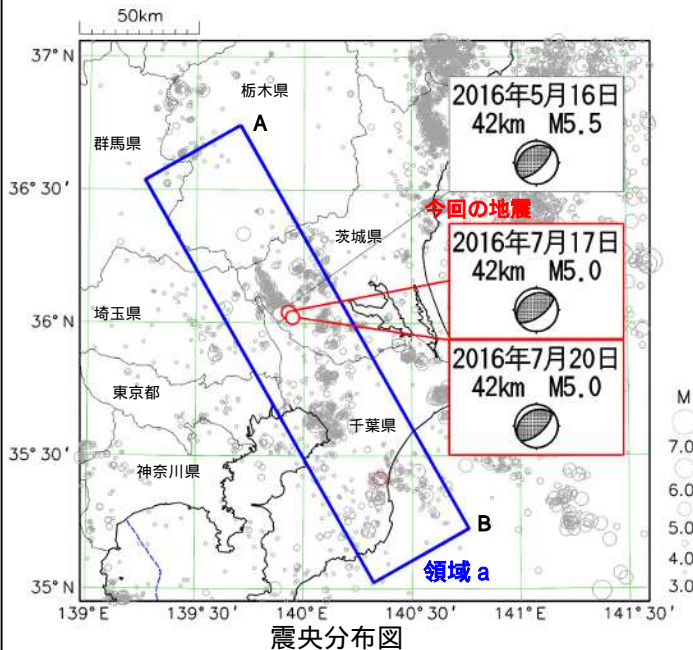 50km
37°N
36°30′
36°N
35°30′
35°N
139°E
139°30′
140°E
140°30′
141°E
141°30′
栃木県
群馬県
A
茨城県
埼玉県
東京都
千葉県
神奈川県
B
領域 a
2016年5月16日
42km M5.5
今回の地震
2016年7月17日
42km M5.0
2016年7月20日
42km M5.0
M
7.0
6.0
5.0
4.0
3.0
震央分布図